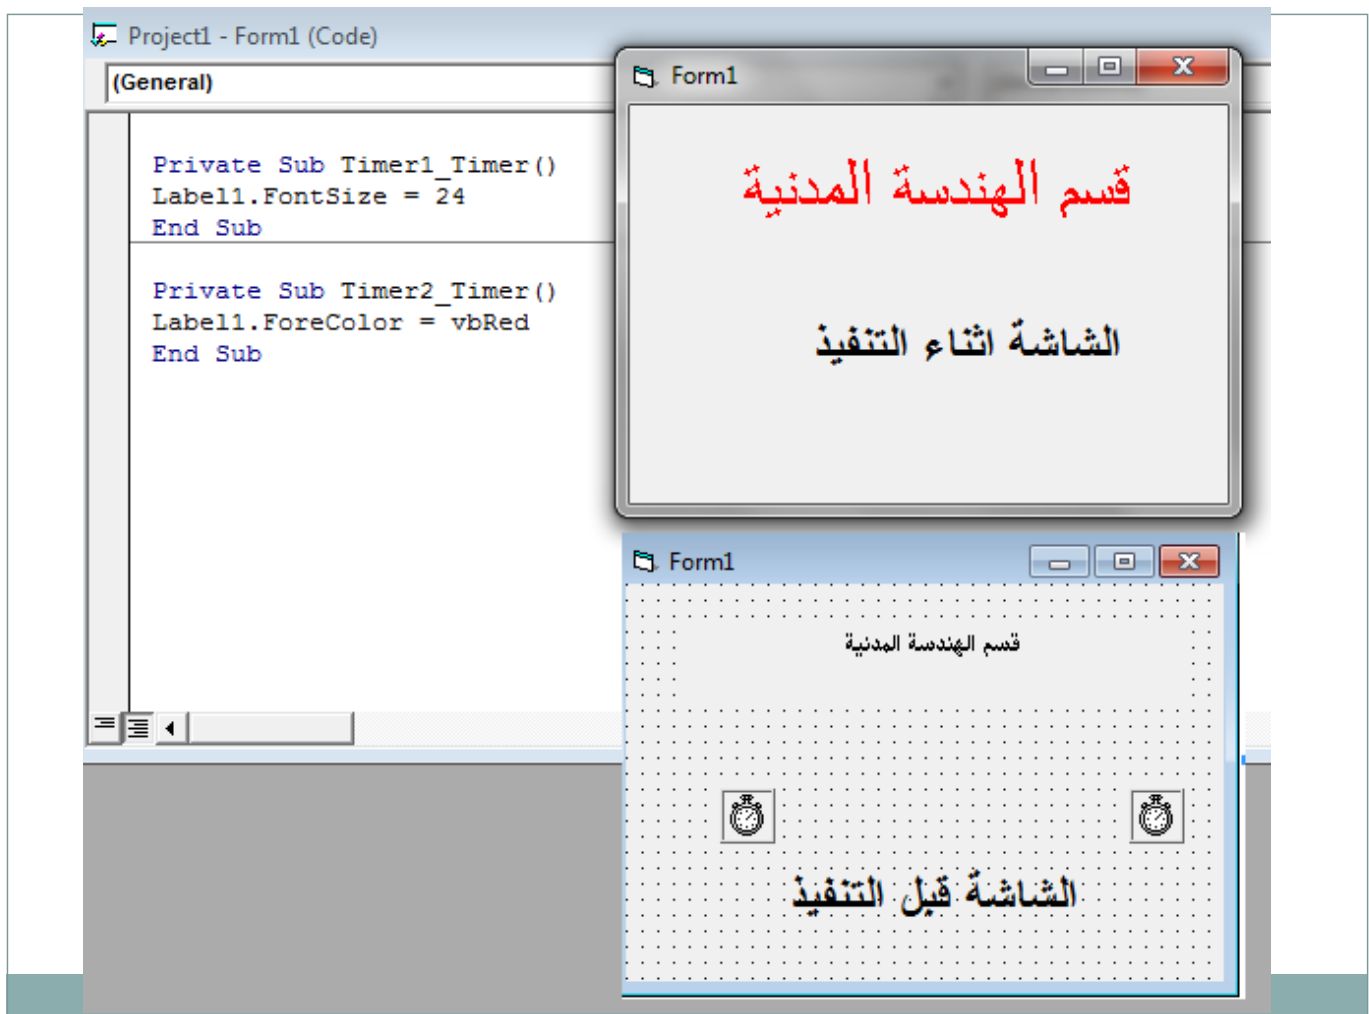 Project1 - Form1 (Code)
(General)
Private Sub Timer1_Timer()
Label1.FontSize = 24
End Sub
Private Sub Timer2_Timer()
Label1.ForeColor = vbRed
End Sub
Form1
قسم الهندسة المدنية
الشاشة اثناء التنفيذ
Form1
قسم الهندسة المدنية
الشاشة قبل التنفيذ